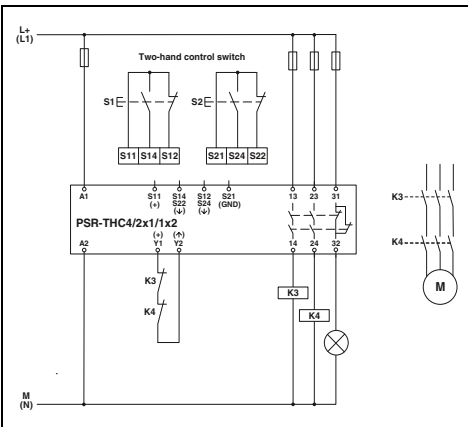 L+
(L1)
Two-hand control switch
S1
S2
S11 S14 S12
S21 S24 S22
A1
S11
(+)
S14
S22
(↓)
S12
S24
(↓)
S21
(GND)
13 23 31
PSR-THC4/2x1/1x2
A2
(+)
Y1
(↑)
Y2
14 24 32
K3
K4
K3
K4
K3
K4
M
M
(N)